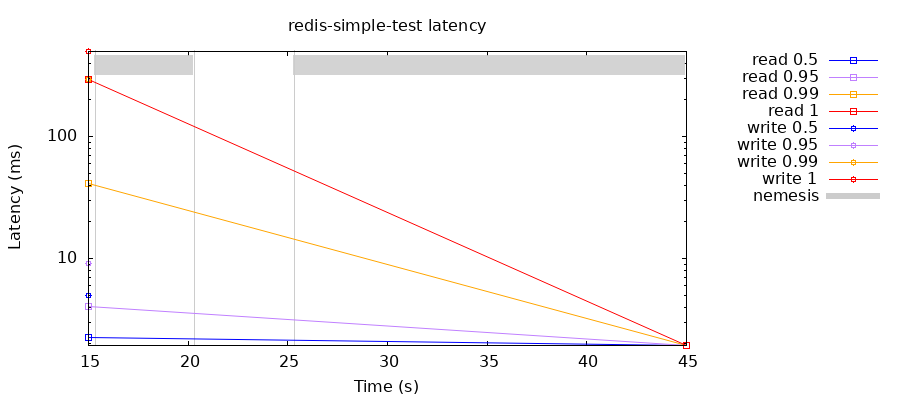 redis-simple-test latency
Latency (ms)
100
10
15
20
25
30
35
40
45
Time (s)
read 0.5
read 0.95
read 0.99
read 1
write 0.5
write 0.95
write 0.99
write 1
nemesis